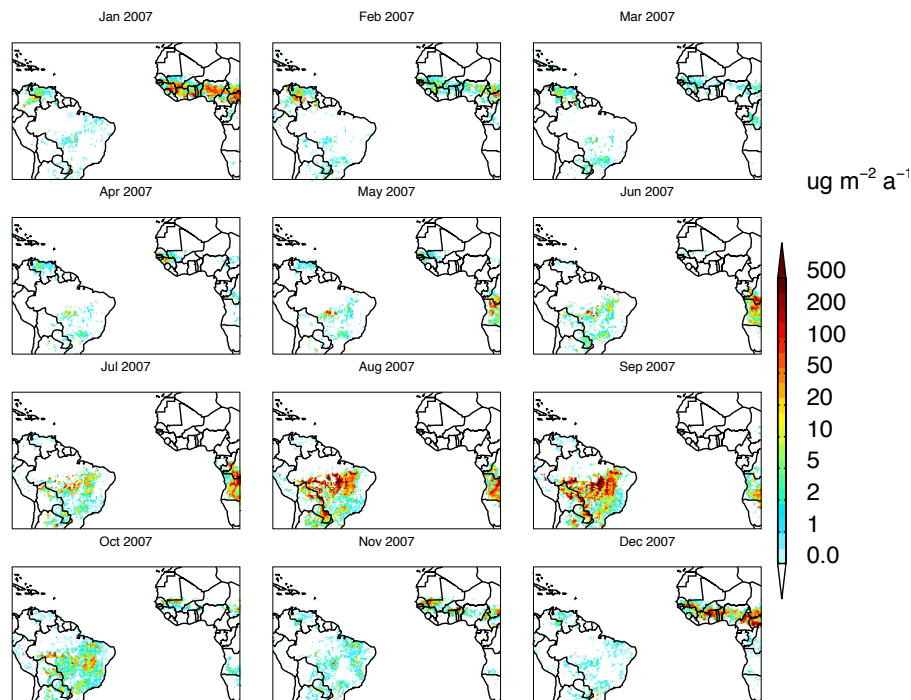 Jan 2007
Feb 2007
Mar 2007
ug m⁻² a⁻¹
Apr 2007
May 2007
Jun 2007
500
200
100
50
20
10
5
2
1
0.0
Jul 2007
Aug 2007
Sep 2007
Oct 2007
Nov 2007
Dec 2007